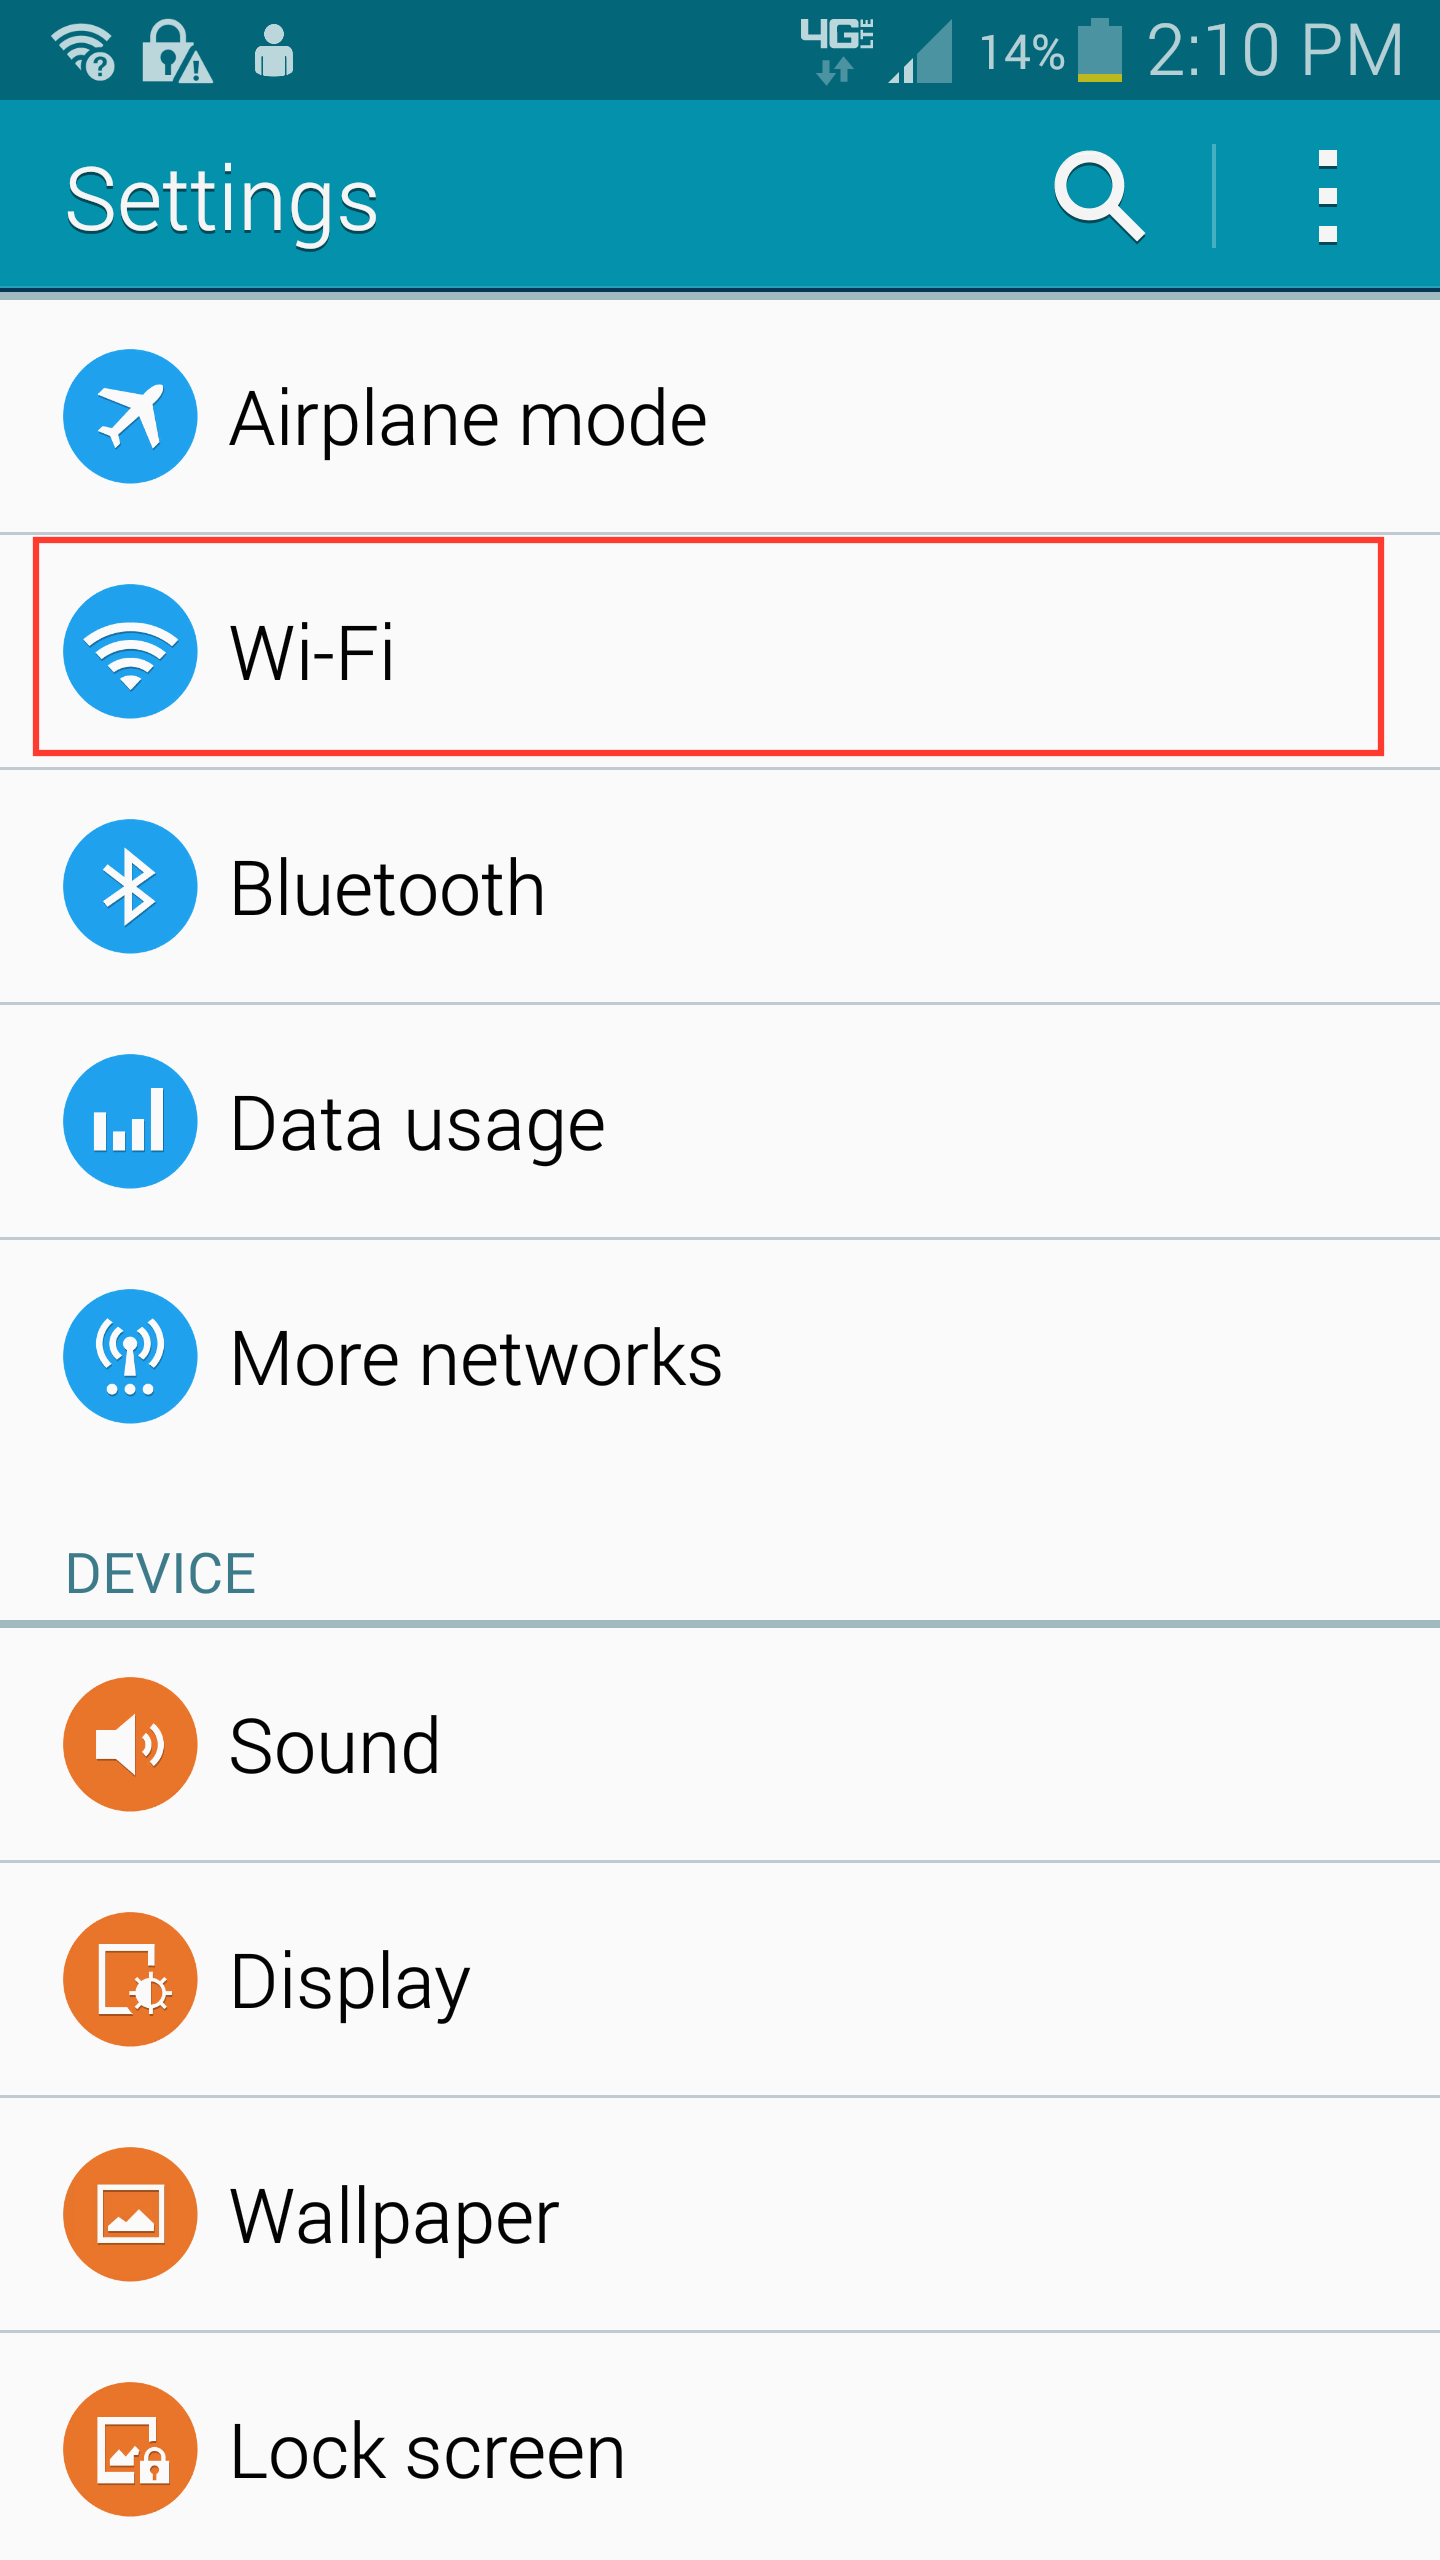 4G LTE 14% 2:10 PM
Settings
Airplane mode
Wi-Fi
Bluetooth
Data usage
More networks
DEVICE
Sound
Display
Wallpaper
Lock screen